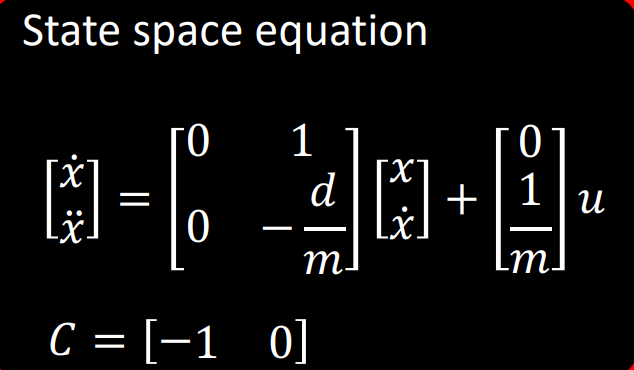 State space equation
[ẋ ẍ] = [0 1 0 −d/m] [x ẋ] + [0 1/m] u
C = [−1 0]